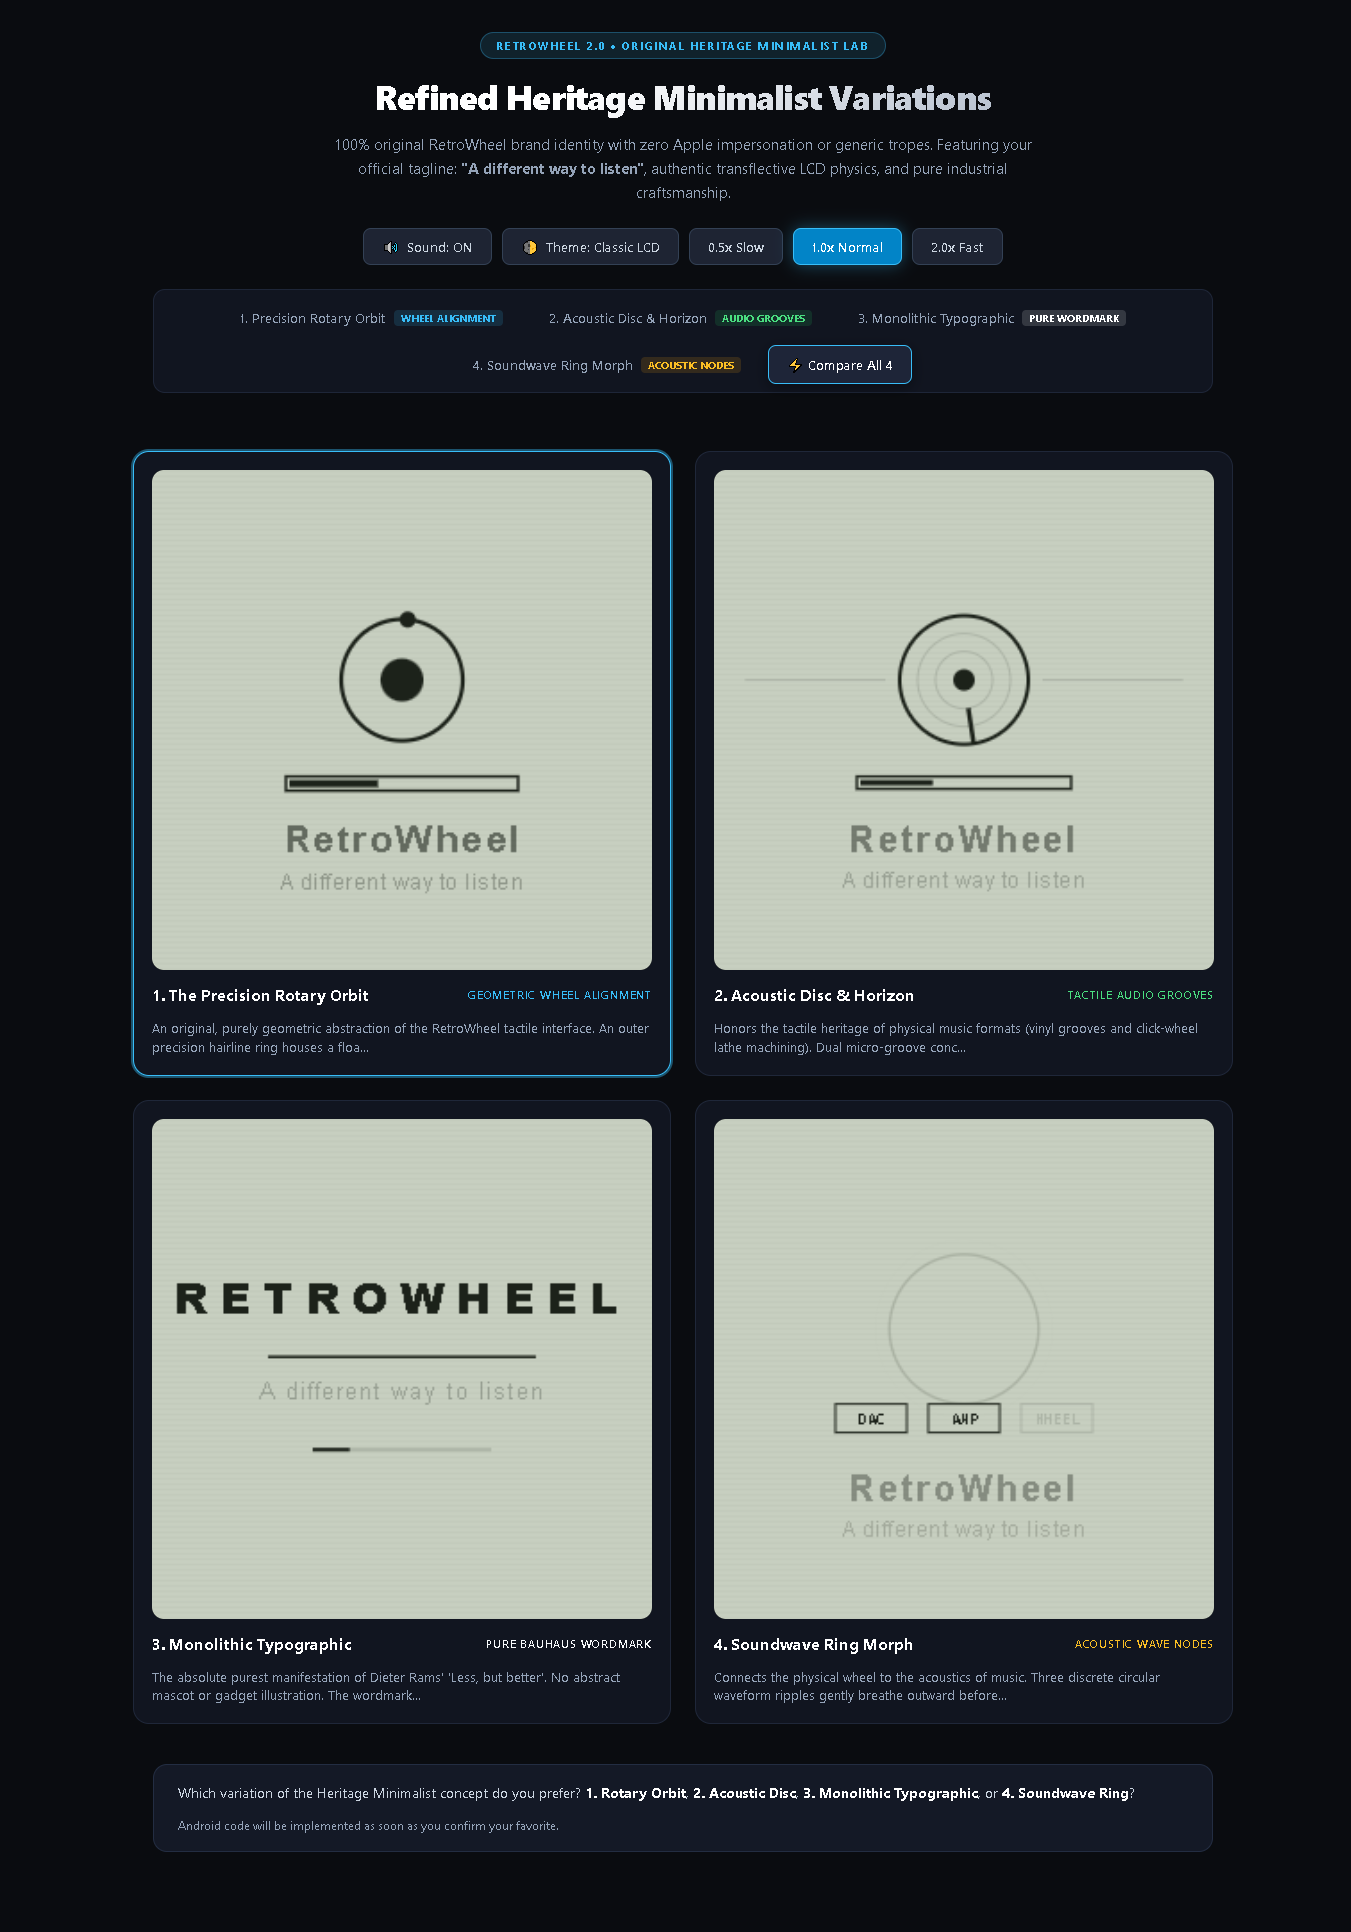 RETROWHEEL 2.0 • ORIGINAL HERITAGE MINIMALIST LAB
Refined Heritage Minimalist Variations
100% original RetroWheel brand identity with zero Apple impersonation or generic tropes. Featuring your
official tagline: "A different way to listen", authentic transflective LCD physics, and pure industrial
craftsmanship.
Sound: ON
Theme: Classic LCD
0.5x Slow
1.0x Normal
2.0x Fast
1. Precision Rotary Orbit WHEEL ALIGNMENT
2. Acoustic Disc & Horizon AUDIO GROOVES
3. Monolithic Typographic PURE WORDMARK
4. Soundwave Ring Morph ACOUSTIC NODES
Compare All 4
RetroWheel
A different way to listen
1. The Precision Rotary Orbit
GEOMETRIC WHEEL ALIGNMENT
An original, purely geometric abstraction of the RetroWheel tactile interface. An outer
precision hairline ring houses a floa...
RetroWheel
A different way to listen
2. Acoustic Disc & Horizon
TACTILE AUDIO GROOVES
Honors the tactile heritage of physical music formats (vinyl grooves and click-wheel
lathe machining). Dual micro-groove conc...
RETROWHEEL
A different way to listen
3. Monolithic Typographic
PURE BAUHAUS WORDMARK
The absolute purest manifestation of Dieter Rams' 'Less, but better'. No abstract
mascot or gadget illustration. The wordmark...
DAC
AMP
WHEEL
RetroWheel
A different way to listen
4. Soundwave Ring Morph
ACOUSTIC WAVE NODES
Connects the physical wheel to the acoustics of music. Three discrete circular
waveform ripples gently breathe outward before...
Which variation of the Heritage Minimalist concept do you prefer? 1. Rotary Orbit, 2. Acoustic Disc, 3. Monolithic Typographic, or 4. Soundwave Ring?
Android code will be implemented as soon as you confirm your favorite.